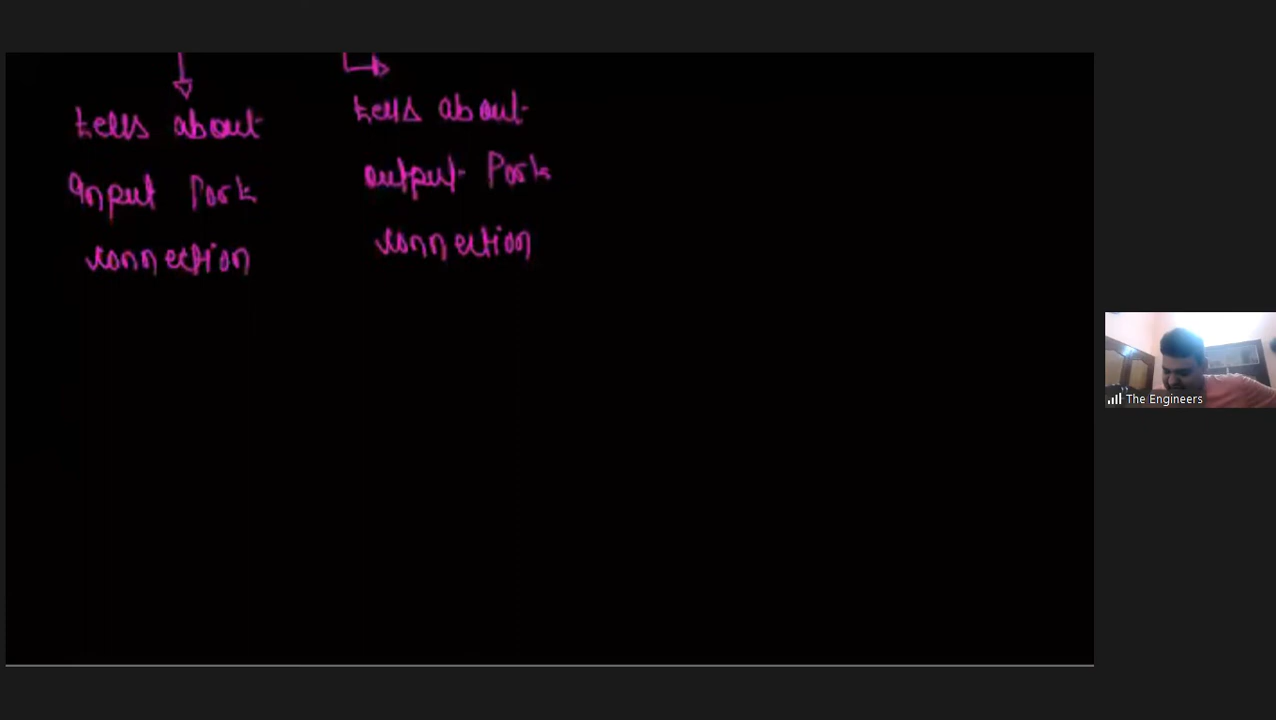 tells about
Input Port
connection
tells about
output Port
connection
The Engineers